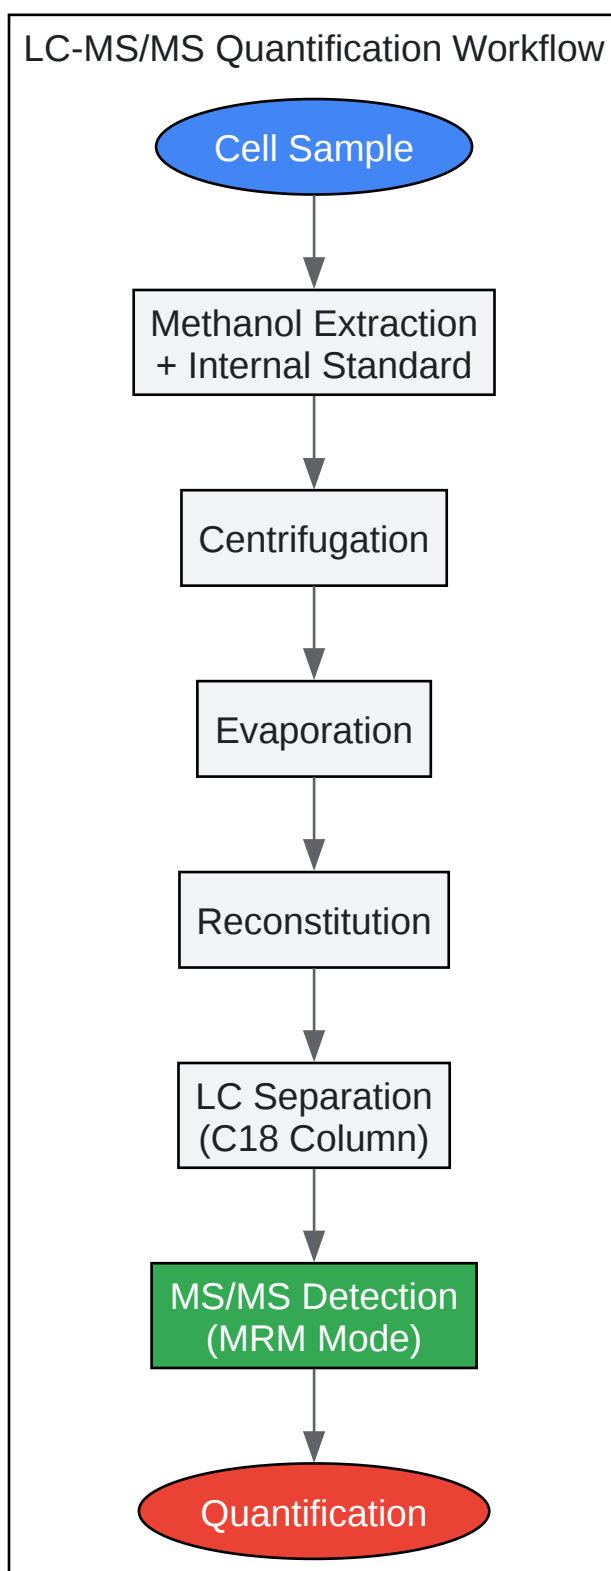 LC-MS/MS Quantification Workflow
Cell Sample
Methanol Extraction
+ Internal Standard
Centrifugation
Evaporation
Reconstitution
LC Separation
(C18 Column)
MS/MS Detection
(MRM Mode)
Quantification